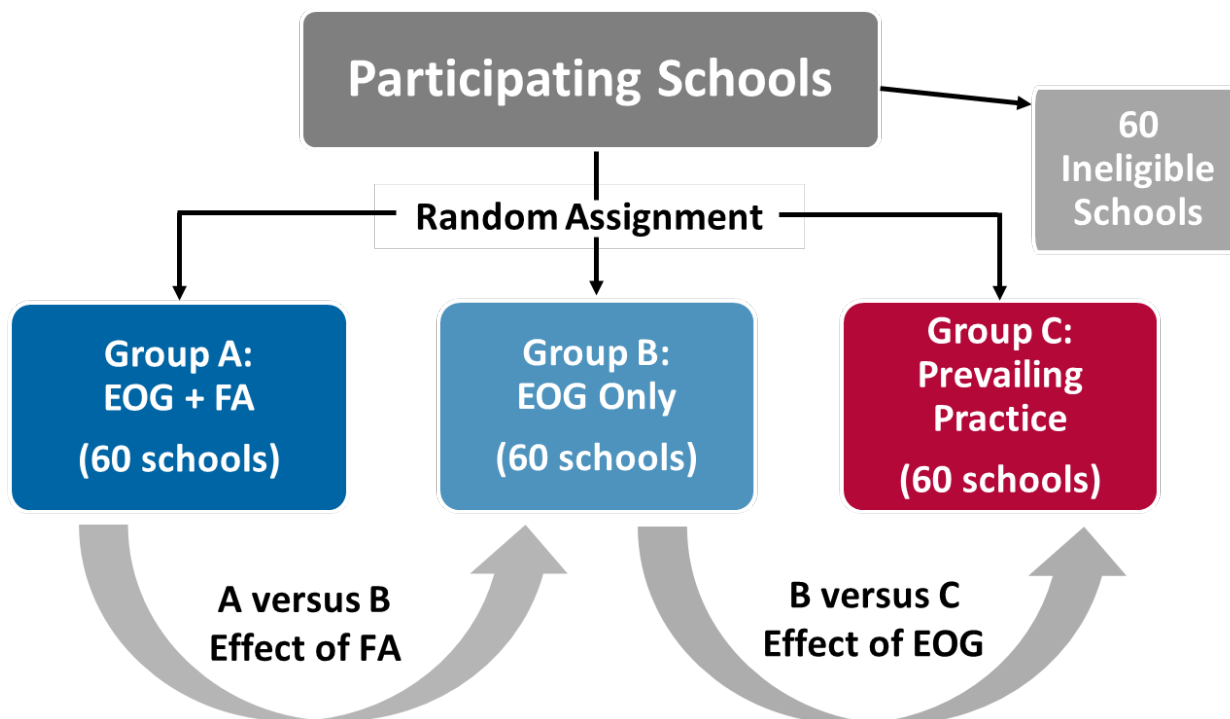 Participating Schools
60
Ineligible
Schools
Random Assignment
Group A:
EOG + FA
(60 schools)
Group B:
EOG Only
(60 schools)
Group C:
Prevailing
Practice
(60 schools)
A versus B
Effect of FA
B versus C
Effect of EOG